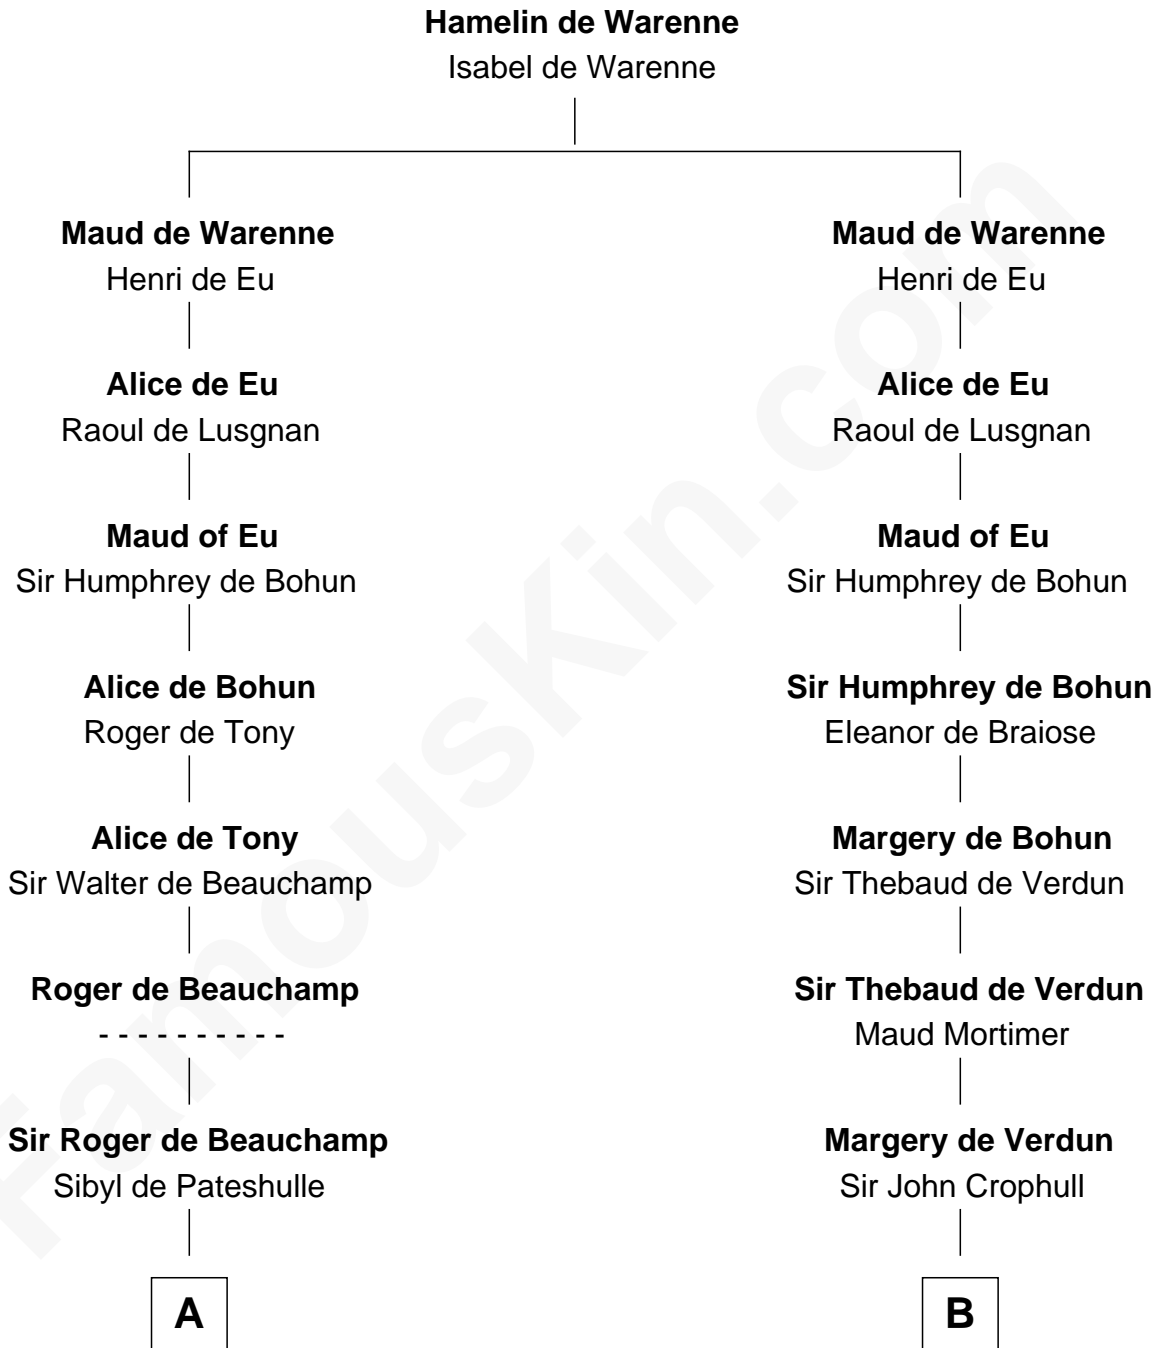 Hamelin de Warenne
Isabel de Warenne
Maud de Warenne
Henri de Eu
Maud de Warenne
Henri de Eu
Alice de Eu
Raoul de Lusgnan
Alice de Eu
Raoul de Lusgnan
Maud of Eu
Sir Humphrey de Bohun
Maud of Eu
Sir Humphrey de Bohun
Alice de Bohun
Roger de Tony
Sir Humphrey de Bohun
Eleanor de Braiose
Alice de Tony
Sir Walter de Beauchamp
Margery de Bohun
Sir Thebaud de Verdun
Roger de Beauchamp
- - - - - - - - - -
Sir Thebaud de Verdun
Maud Mortimer
Sir Roger de Beauchamp
Sibyl de Pateshulle
Margery de Verdun
Sir John Crophull
A
B
FamousKin.com